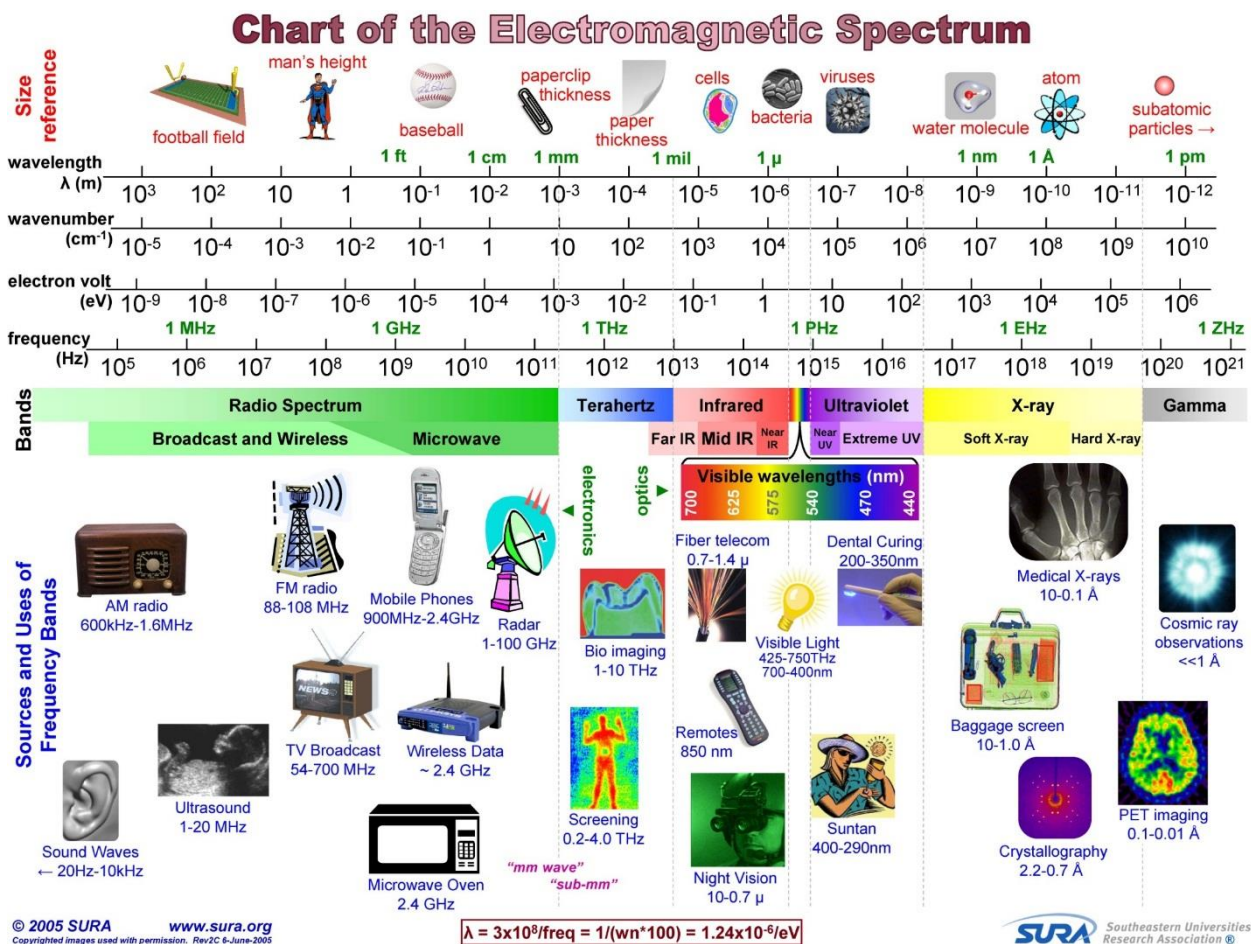 Chart of the Electromagnetic Spectrum
Size
reference
football field
man's height
baseball
paperclip
thickness
paper
thickness
cells
bacteria
viruses
water molecule
atom
subatomic
particles →
wavelength
λ (m)
1 ft 1 cm 1 mm 1 mil 1 μ 1 nm 1 Å 1 pm
10³ 10² 10 1 10⁻¹ 10⁻² 10⁻³ 10⁻⁴ 10⁻⁵ 10⁻⁶ 10⁻⁷ 10⁻⁸ 10⁻⁹ 10⁻¹⁰ 10⁻¹¹ 10⁻¹²
wavenumber
(cm⁻¹)
10⁻⁵ 10⁻⁴ 10⁻³ 10⁻² 10⁻¹ 1 10 10² 10³ 10⁴ 10⁵ 10⁶ 10⁷ 10⁸ 10⁹ 10¹⁰
electron volt
(eV)
10⁻⁹ 10⁻⁸ 10⁻⁷ 10⁻⁶ 10⁻⁵ 10⁻⁴ 10⁻³ 10⁻² 10⁻¹ 1 10 10² 10³ 10⁴ 10⁵ 10⁶
frequency
(Hz)
1 MHz 1 GHz 1 THz 1 PHz 1 EHz 1 ZHz
10⁵ 10⁶ 10⁷ 10⁸ 10⁹ 10¹⁰ 10¹¹ 10¹² 10¹³ 10¹⁴ 10¹⁵ 10¹⁶ 10¹⁷ 10¹⁸ 10¹⁹ 10²⁰ 10²¹
Bands
Radio Spectrum Terahertz Infrared Ultraviolet X-ray Gamma
Broadcast and Wireless Microwave Far IR Mid IR Near IR Near UV Extreme UV Soft X-ray Hard X-ray
electronics
optics
Visible wavelengths (nm)
700 625 575 540 470 440
Sources and Uses of
Frequency Bands
AM radio
600kHz-1.6MHz
FM radio
88-108 MHz
Mobile Phones
900MHz-2.4GHz
Radar
1-100 GHz
Bio imaging
1-10 THz
Fiber telecom
0.7-1.4 μ
Visible Light
425-750THz
700-400nm
Dental Curing
200-350nm
Medical X-rays
10-0.1 Å
Cosmic ray
observations
<<1 Å
Sound Waves
← 20Hz-10kHz
Ultrasound
1-20 MHz
NEWS
TV Broadcast
54-700 MHz
Wireless Data
~ 2.4 GHz
Microwave Oven
2.4 GHz
Screening
0.2-4.0 THz
"mm wave"
"sub-mm"
Remotes
850 nm
Night Vision
10-0.7 μ
Suntan
400-290nm
Baggage screen
10-1.0 Å
Crystallography
2.2-0.7 Å
PET imaging
0.1-0.01 Å
© 2005 SURA www.sura.org
Copyrighted images used with permission. Rev2C 6-June-2005
λ = 3x10⁸/freq = 1/(wn*100) = 1.24x10⁻⁶/eV
SURA
Southeastern Universities
Research Association ®